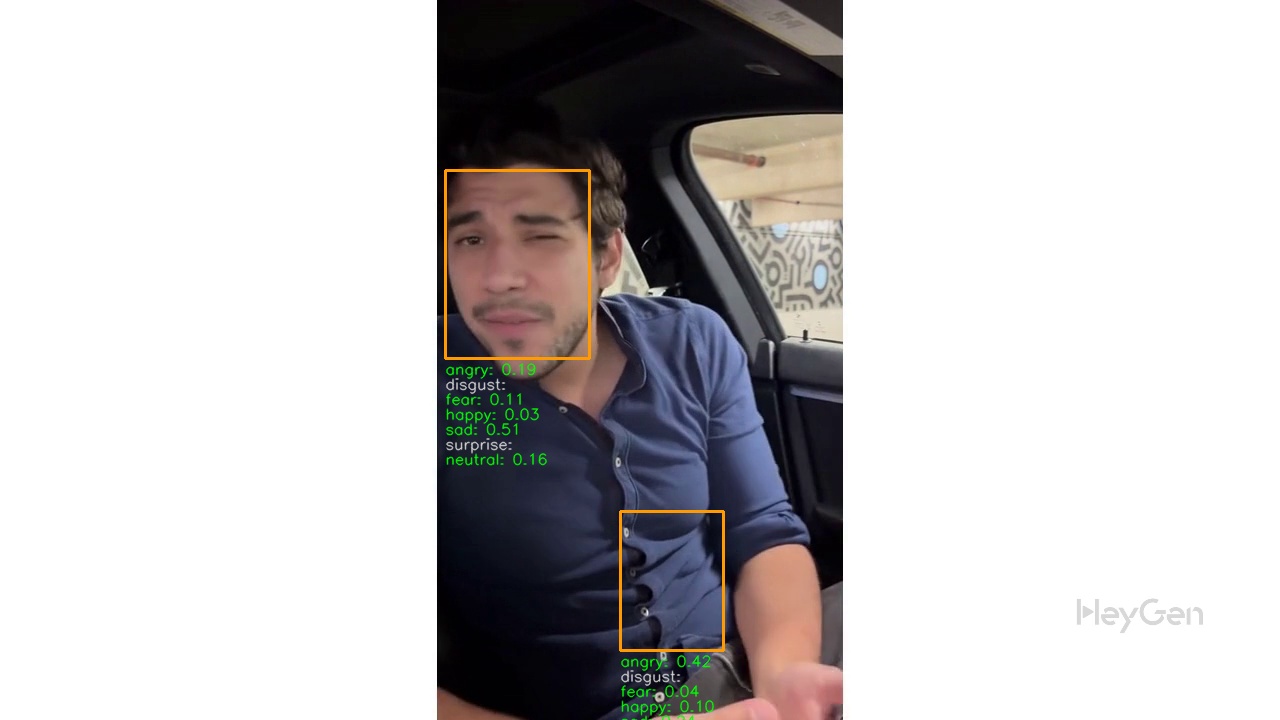 angry: 0.19
disgust:
fear: 0.11
happy: 0.03
sad: 0.51
surprise:
neutral: 0.16
angry: 0.42
disgust:
fear: 0.04
happy: 0.10
HeyGen